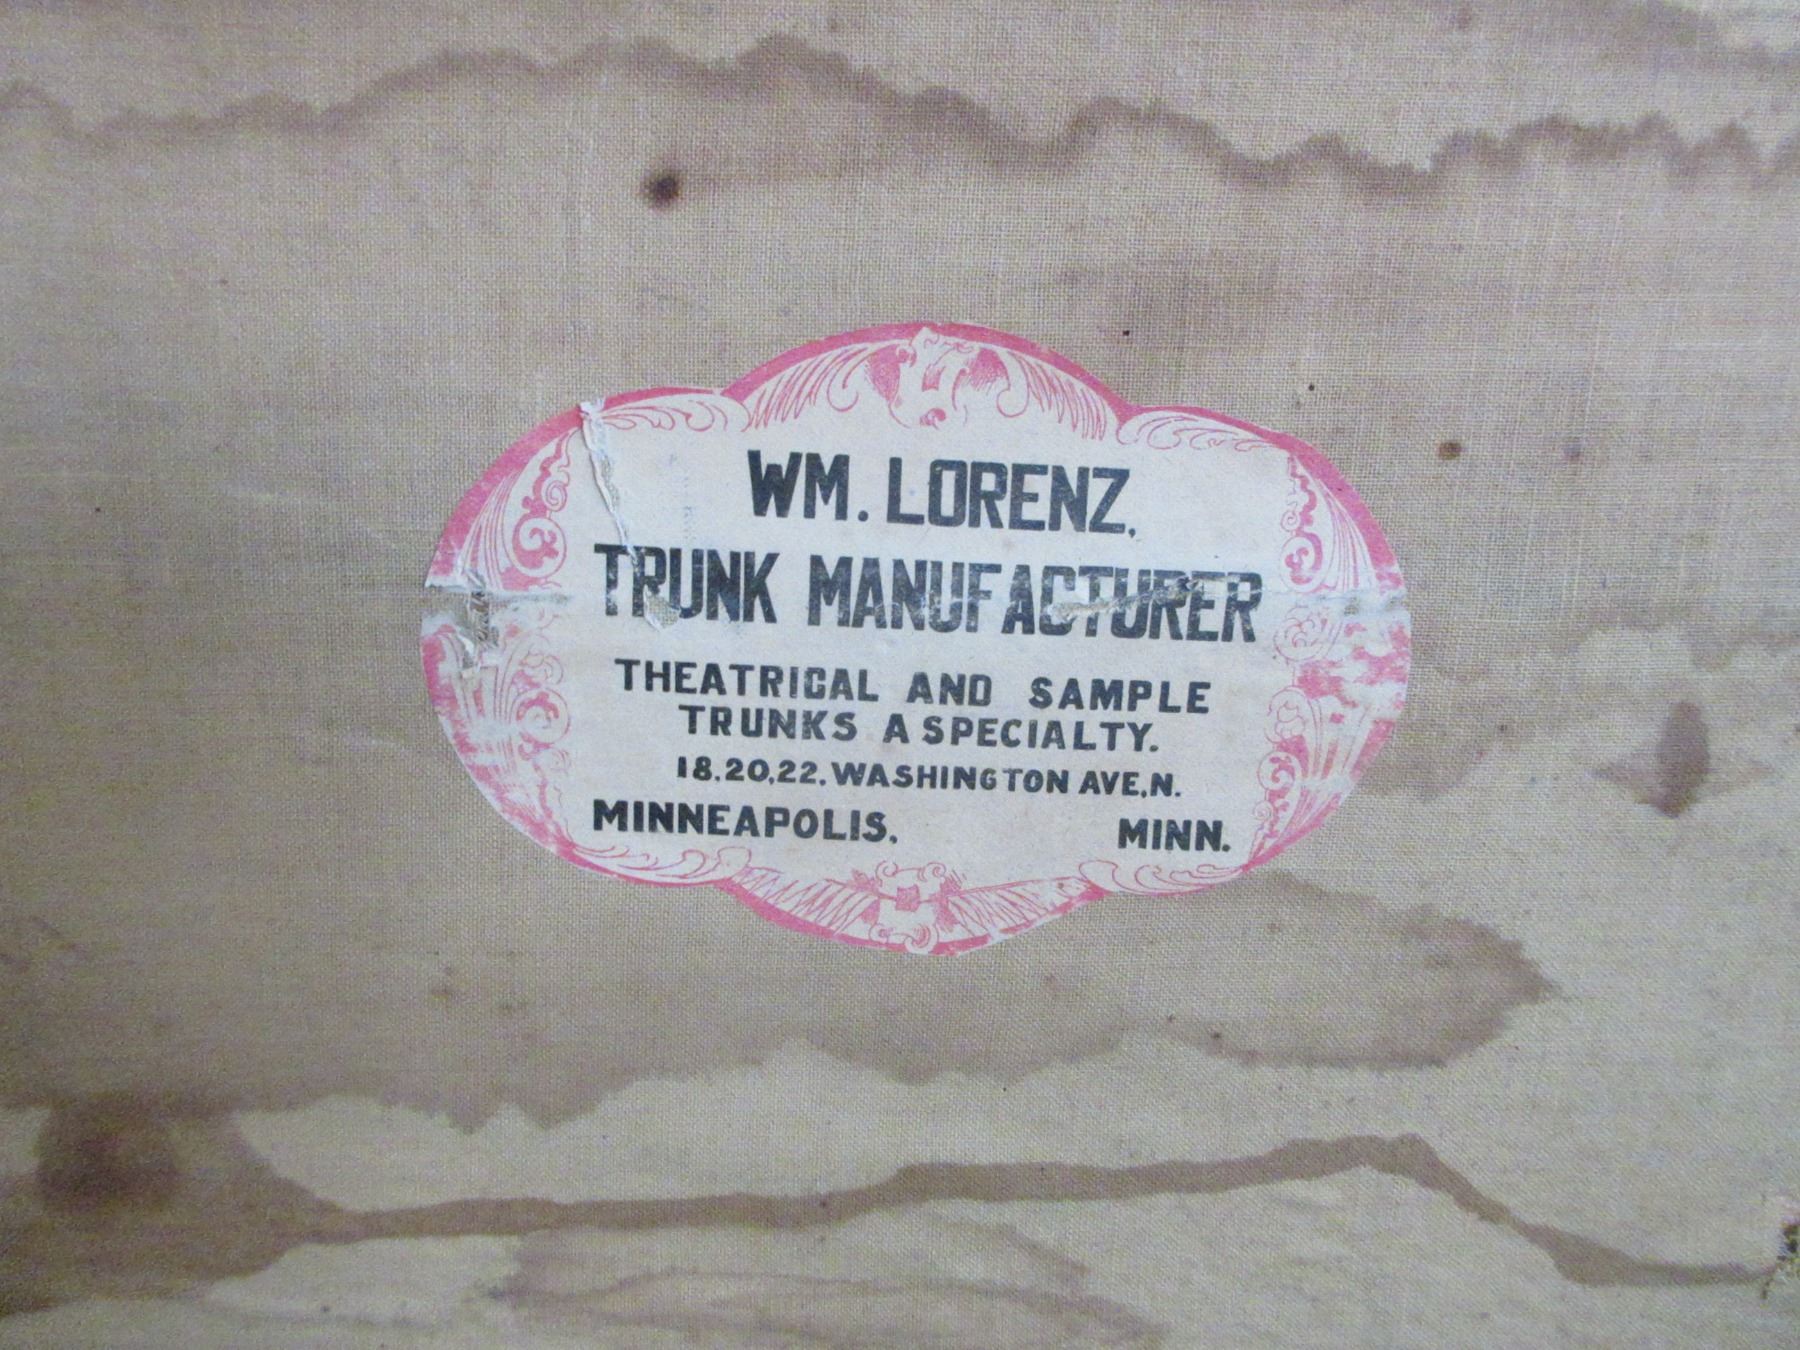 WM. LORENZ.
TRUNK MANUFACTURER
THEATRICAL AND SAMPLE
TRUNKS A SPECIALTY.
18.20.22. WASHINGTON AVE.N.
MINNEAPOLIS. MINN.